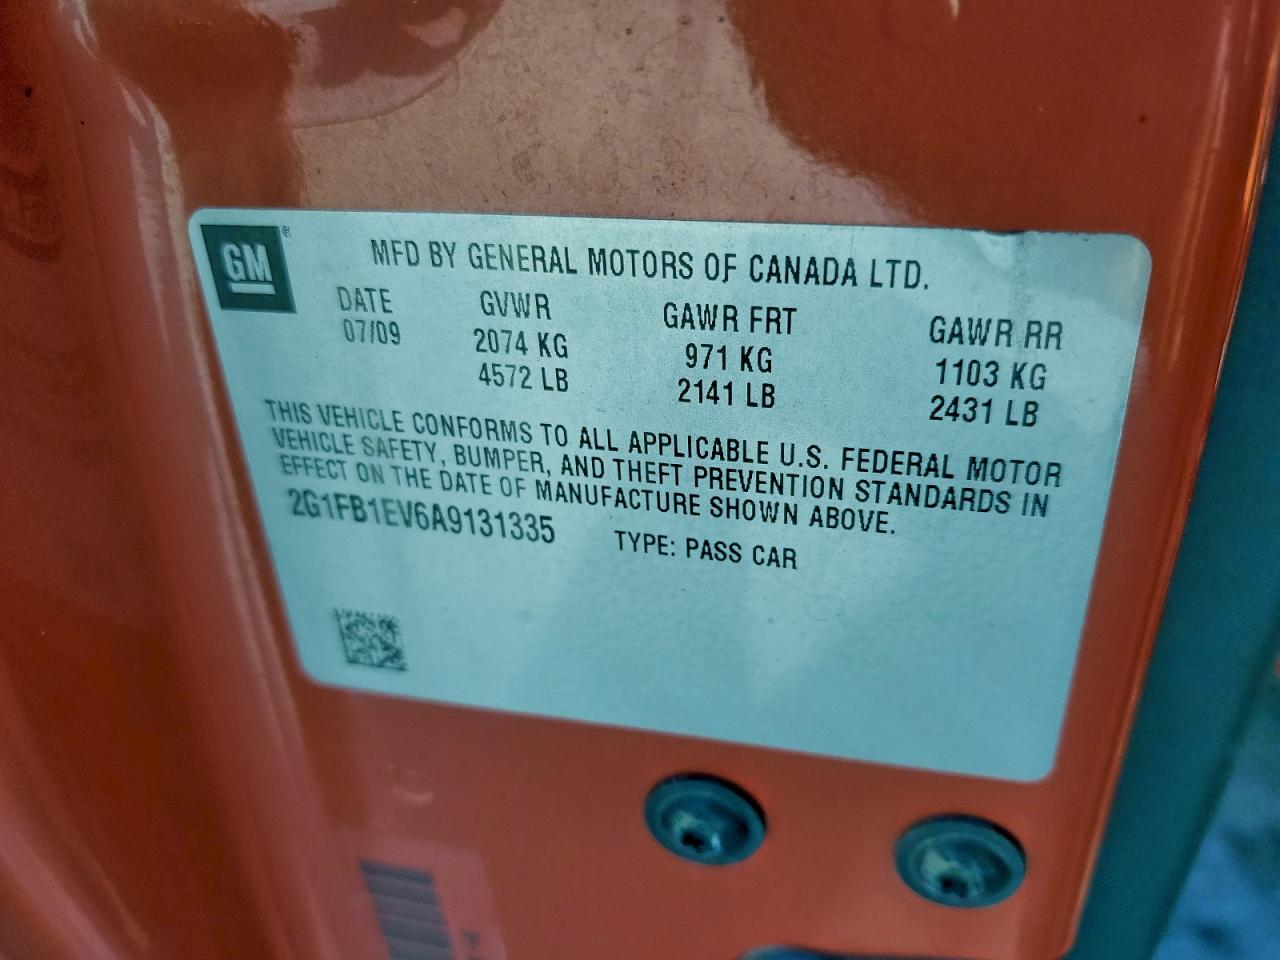 GM®
MFD BY GENERAL MOTORS OF CANADA LTD.
DATE GVWR GAWR FRT GAWR RR
07/09 2074 KG 971 KG 1103 KG
4572 LB 2141 LB 2431 LB
THIS VEHICLE CONFORMS TO ALL APPLICABLE U.S. FEDERAL MOTOR
VEHICLE SAFETY, BUMPER, AND THEFT PREVENTION STANDARDS IN
EFFECT ON THE DATE OF MANUFACTURE SHOWN ABOVE.
2G1FB1EV6A9131335 TYPE: PASS CAR